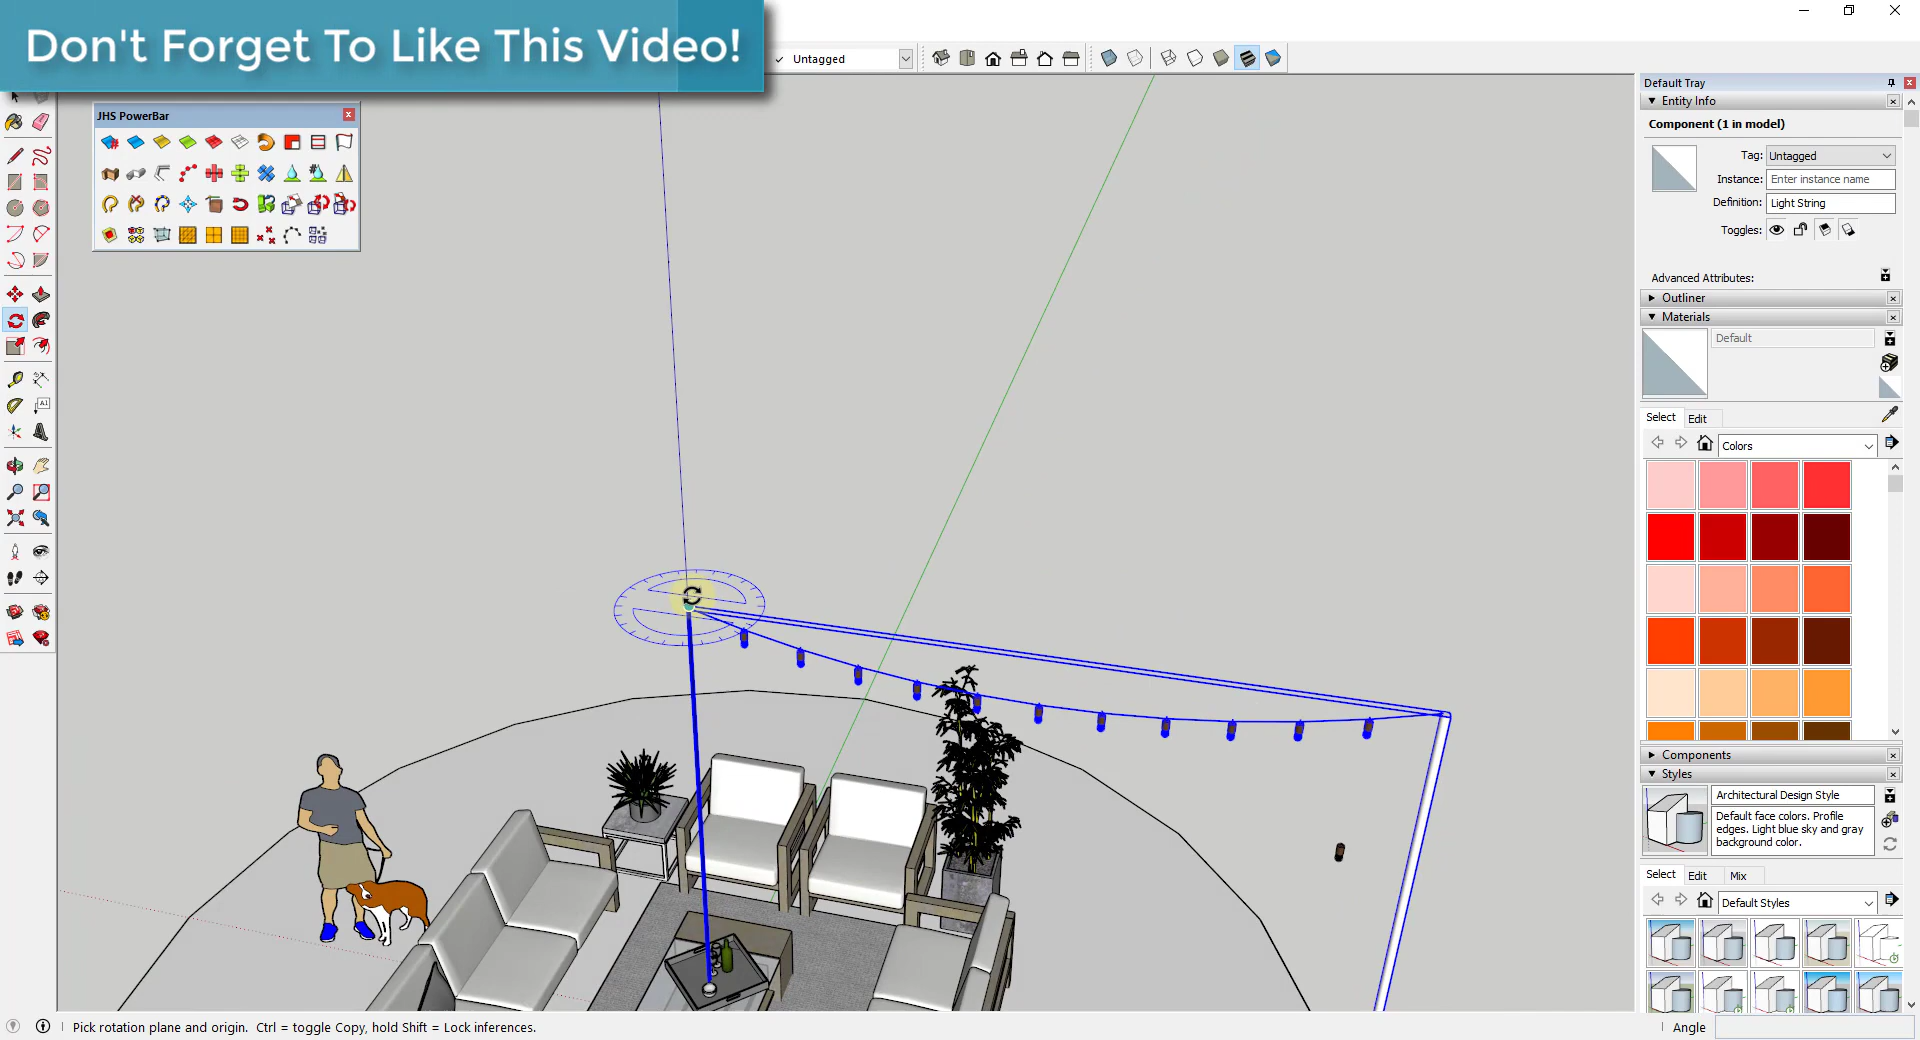 Don't Forget To Like This Video!
Untagged
Default Tray
JHS PowerBar
Entity Info
Component (1 in model)
Tag: Untagged
Instance: Enter instance name
Definition: Light String
Toggles:
Advanced Attributes:
Outliner
Materials
Default
A1
Select Edit
Colors
Components
Styles
Architectural Design Style
Default face colors. Profile
edges. Light blue sky and gray
background color.
Select Edit Mix
Default Styles
Pick rotation plane and origin. Ctrl = toggle Copy, hold Shift = Lock inferences.
Angle